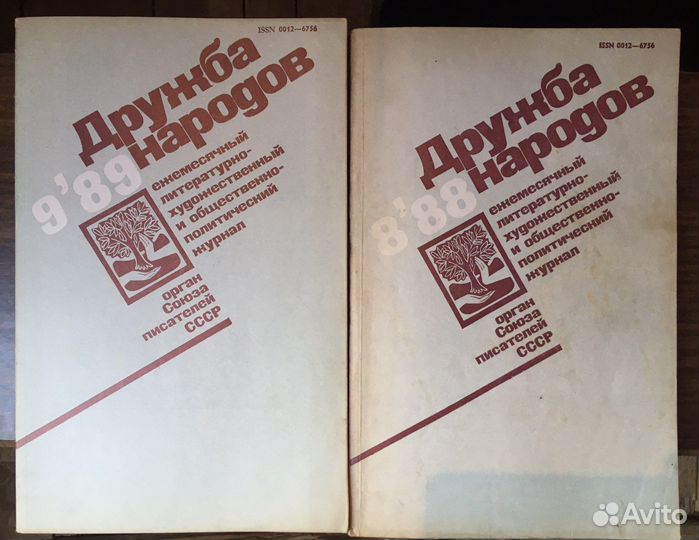 ISSN 0012—6756
Дружба
народов
9'89
ежемесячный
литературно-
художественный
и общественно-
политический
журнал
орган
Союза
писателей
СССР
ISSN 0012—6756
Дружба
народов
8'88
ежемесячный
литературно-
художественный
и общественно-
политический
журнал
орган
Союза
писателей
СССР
Avito